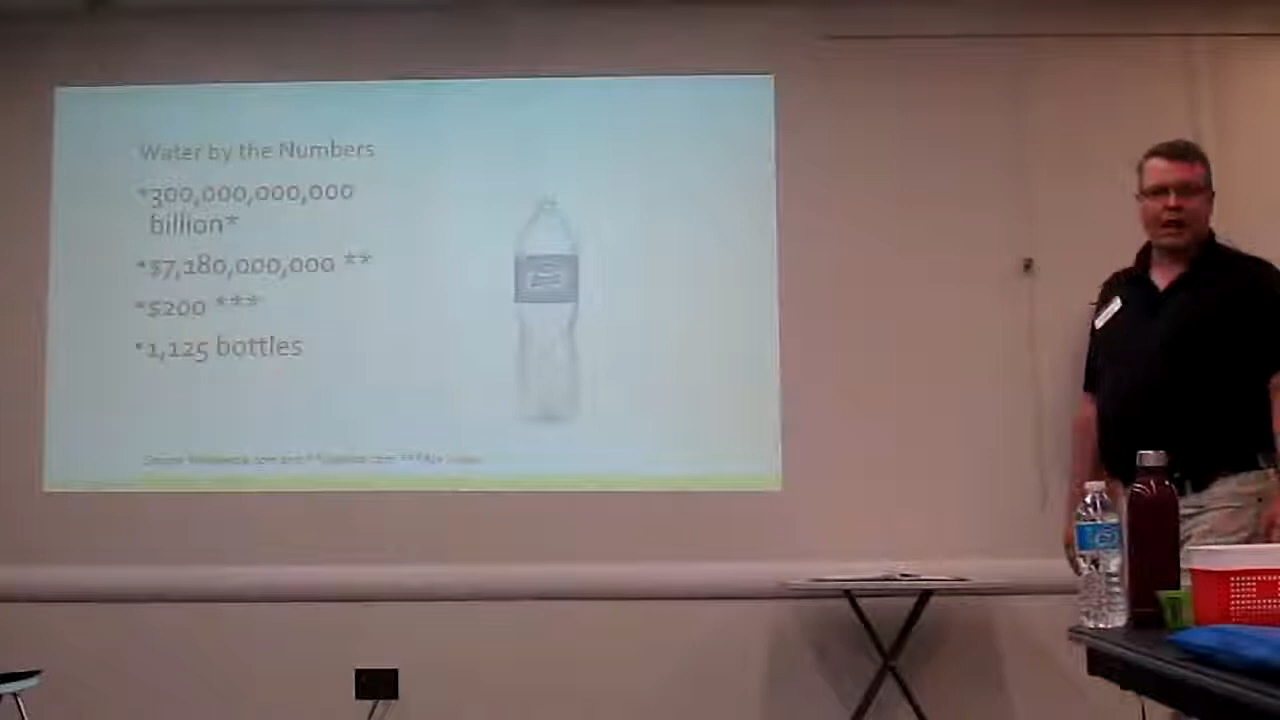 Water by the Numbers
*300,000,000,000
billion*
*$7,180,000,000 **
*$200 ***
*1,125 bottles